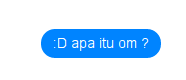 :D apa itu om ?